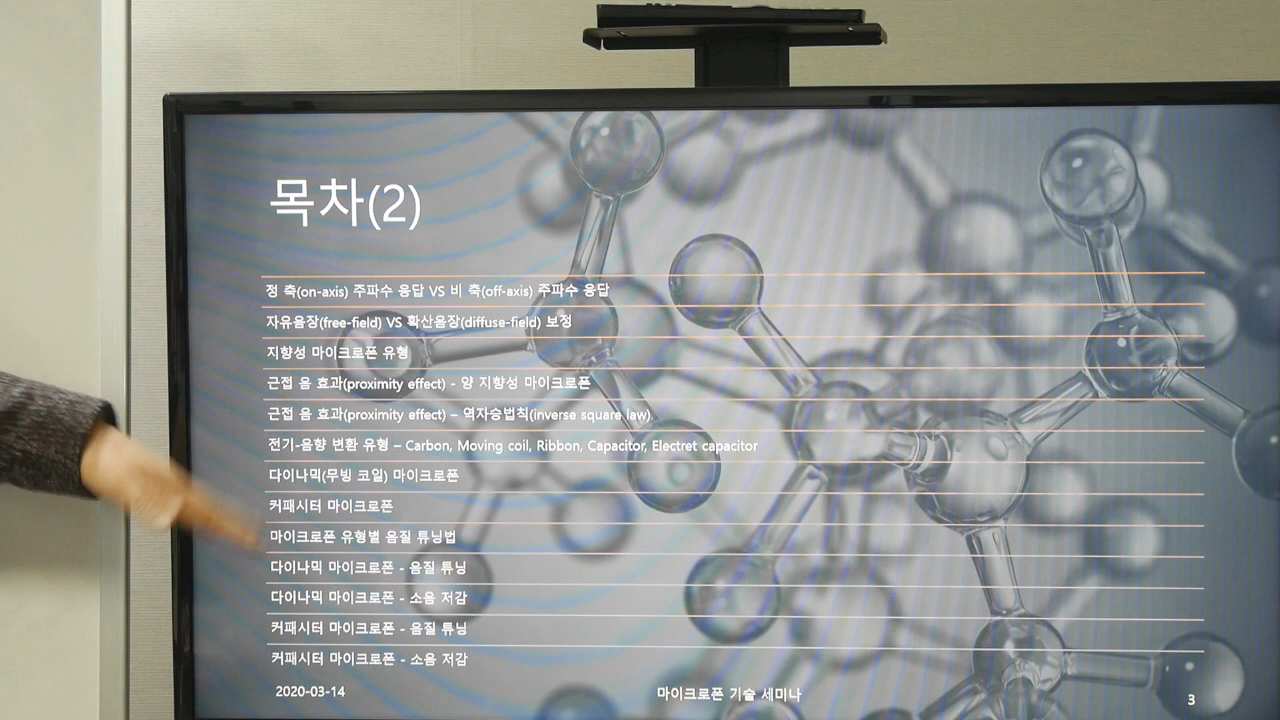 목차(2)
정 축(on-axis) 주파수 응답 VS 비 축(off-axis) 주파수 응답
자유음장(free-field) VS 확산음장(diffuse-field) 보정
지향성 마이크로폰 유형
근접 음 효과(proximity effect) - 양 지향성 마이크로폰
근접 음 효과(proximity effect) – 역자승법칙(inverse square law)
전기-음향 변환 유형 – Carbon, Moving coil, Ribbon, Capacitor, Electret capacitor
다이나믹(무빙 코일) 마이크로폰
커패시터 마이크로폰
마이크로폰 유형별 음질 튜닝법
다이나믹 마이크로폰 - 음질 튜닝
다이나믹 마이크로폰 - 소음 저감
커패시터 마이크로폰 - 음질 튜닝
커패시터 마이크로폰 - 소음 저감
2020-03-14
마이크로폰 기술 세미나
3